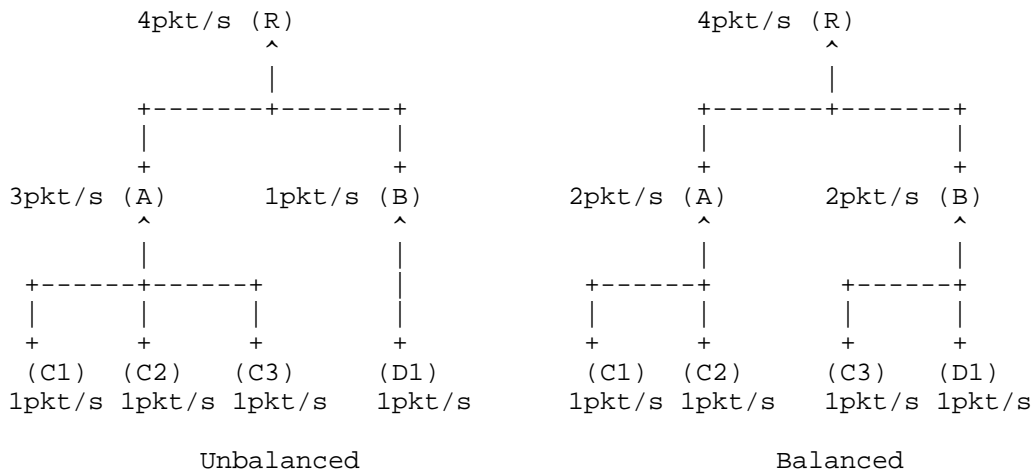 4pkt/s (R) 4pkt/s (R)
^ ^
| |
+-------+-------+ +-------+-------+
| | | |
+ + + +
3pkt/s (A) 1pkt/s (B) 2pkt/s (A) 2pkt/s (B)
^ ^ ^ ^
| | | |
+------+------+ | +------+ +------+
| | | | | | | |
+ + + + + + + +
(C1) (C2) (C3) (D1) (C1) (C2) (C3) (D1)
1pkt/s 1pkt/s 1pkt/s 1pkt/s 1pkt/s 1pkt/s 1pkt/s 1pkt/s
Unbalanced Balanced